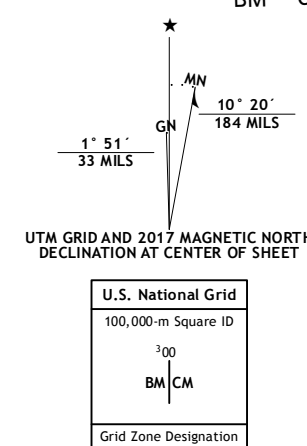 BM
★
MN
GN
10° 20´
184 MILS
1° 51´
33 MILS
UTM GRID AND 2017 MAGNETIC NORTH
DECLINATION AT CENTER OF SHEET
U.S. National Grid
100,000-m Square ID
³00
BM CM
Grid Zone Designation